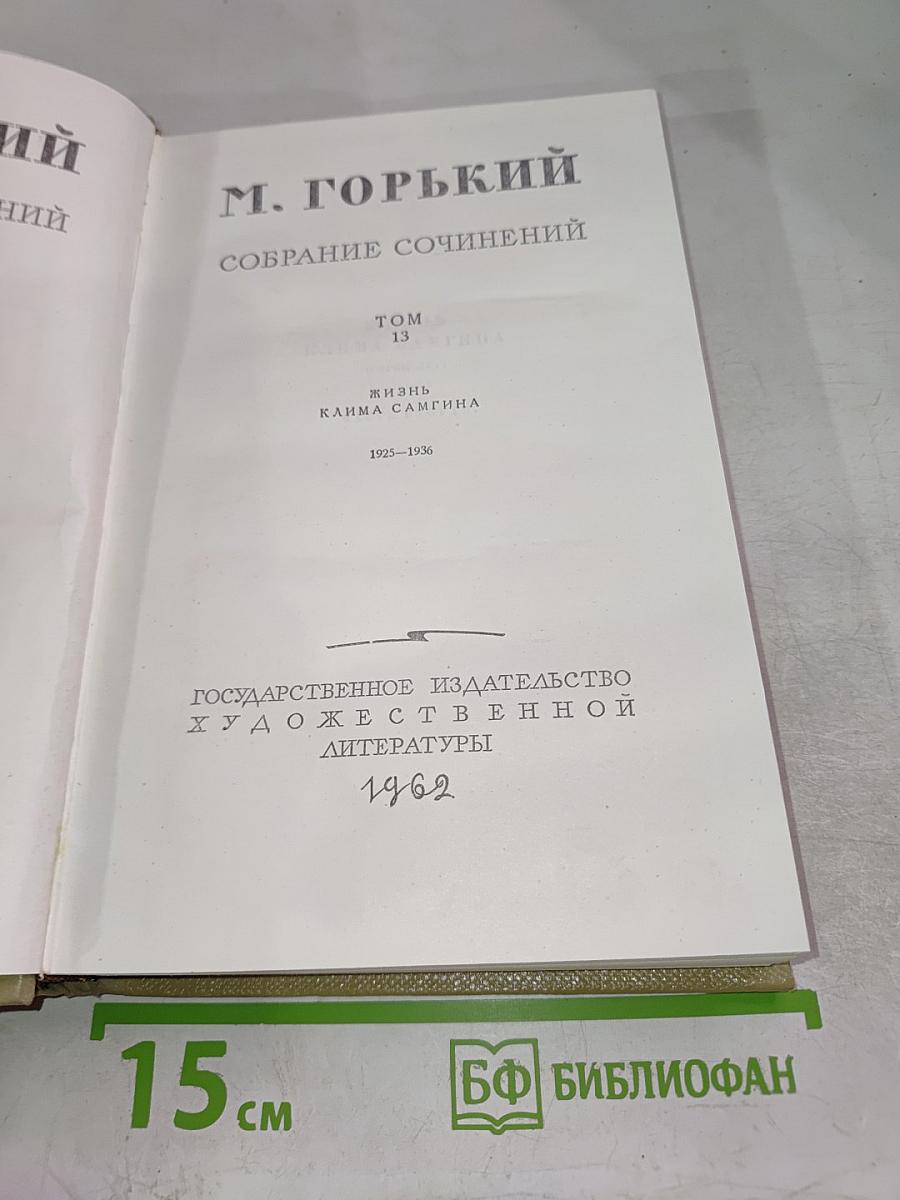 ИЙ
НИЙ
М. ГОРЬКИЙ
СОБРАНИЕ СОЧИНЕНИЙ
ТОМ
13
ЖИЗНЬ
КЛИМА САМГИНА
1925—1936
ГОСУДАРСТВЕННОЕ ИЗДАТЕЛЬСТВО
ХУДОЖЕСТВЕННОЙ
ЛИТЕРАТУРЫ
1962
15 см
БФ БИБЛИОФАН